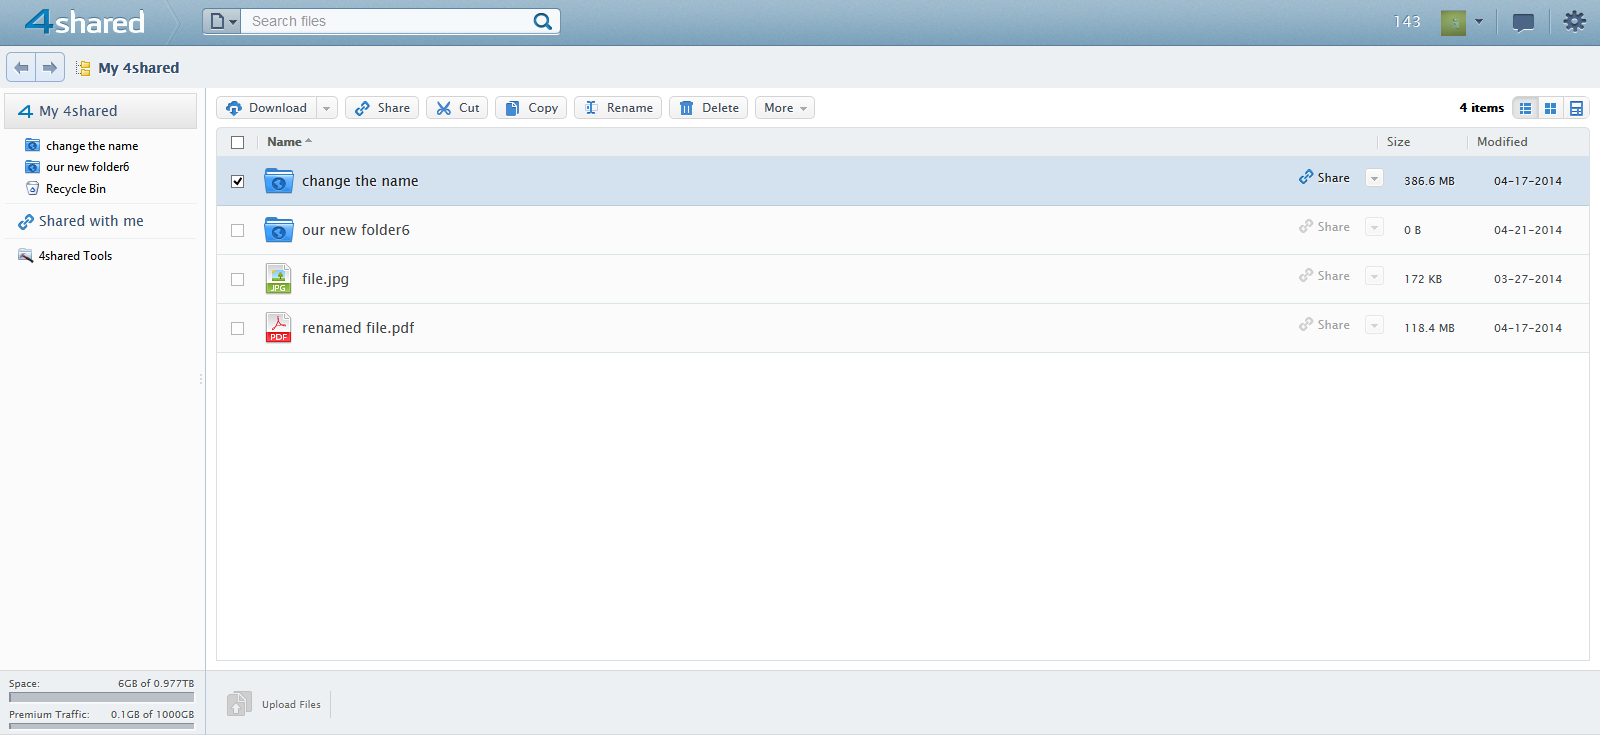 4shared
Search files
143
My 4shared
My 4shared
change the name
our new folder6
Recycle Bin
Shared with me
4shared Tools
Download Share Cut Copy Rename Delete More 4 items
Name Size Modified
change the name Share 386.6 MB 04-17-2014
our new folder6 Share 0 B 04-21-2014
JPG file.jpg Share 172 KB 03-27-2014
PDF renamed file.pdf Share 118.4 MB 04-17-2014
Space: 6GB of 0.977TB
Premium Traffic: 0.1GB of 1000GB
Upload Files